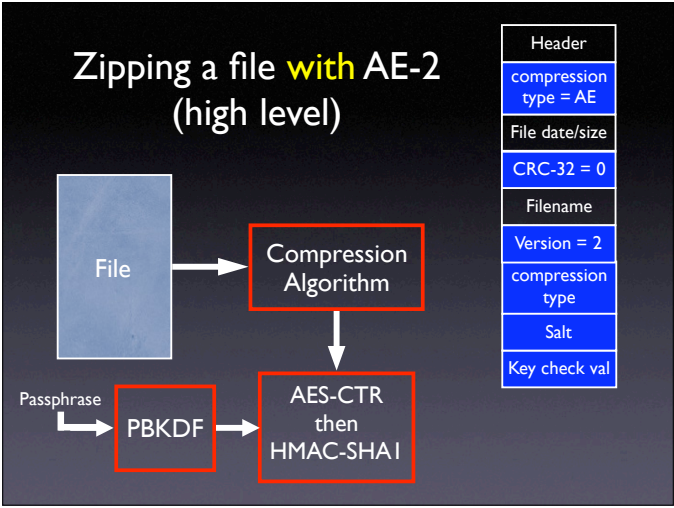 Zipping a file with AE-2
(high level)
File
Compression
Algorithm
Passphrase
PBKDF
AES-CTR
then
HMAC-SHA1
Header
compression
type = AE
File date/size
CRC-32 = 0
Filename
Version = 2
compression
type
Salt
Key check val